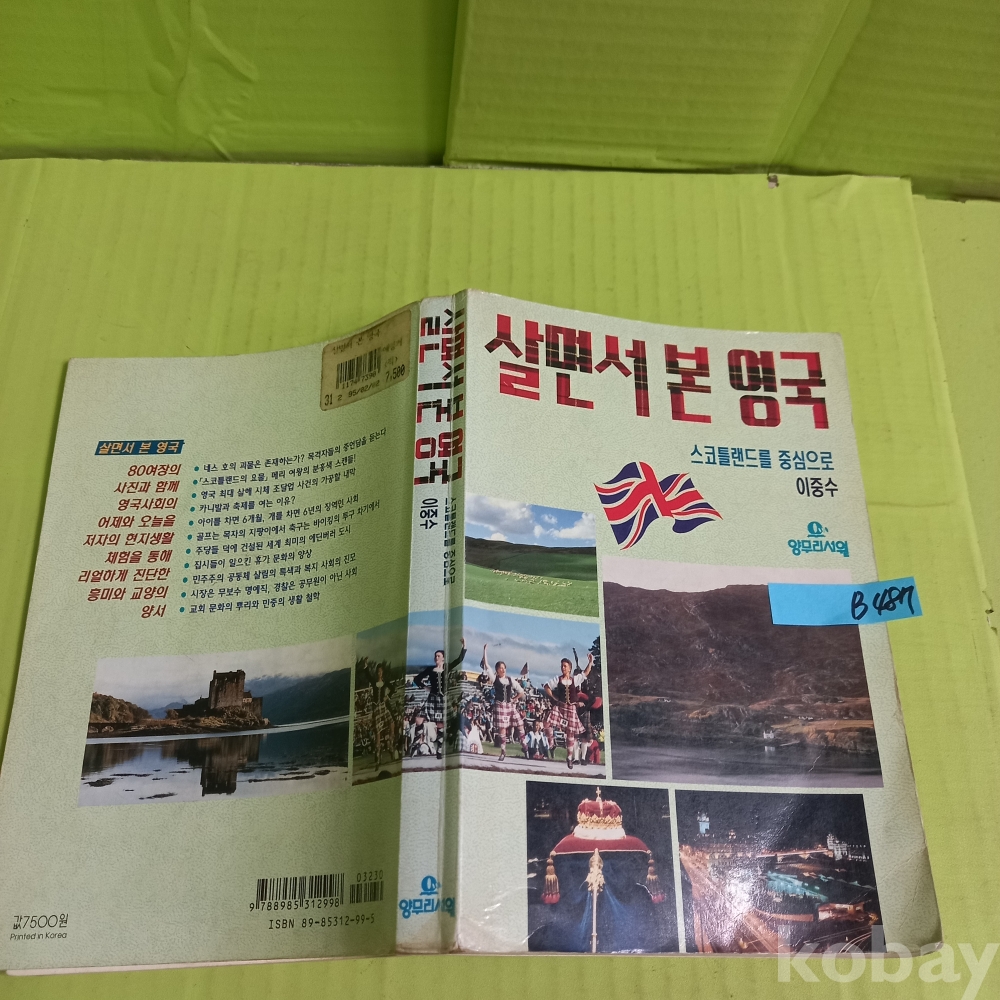 살면서 본 영국
스코틀랜드를 중심으로
이중수
양무리서원
B 487
살면서 본 영국
스코틀랜드를 중심으로
이중수
양무리서원
7,500
31 2 95/02/02
살면서 본 영국
80여장의
사진과 함께
영국사회의
어제와 오늘을
저자의 현지생활
체험을 통해
리얼하게 진단한
흥미와 교양의
양서
● 네스 호의 괴물은 존재하는가? 목격자들의 증언담을 듣는다
● 「스코틀랜드의 요물」 메리 여왕의 분홍색 스캔들!
● 영국 최대 살해 시체 조달업 사건의 가공할 내막
● 카니발과 축제를 여는 이유?
● 아이를 차면 6개월, 개를 차면 6년의 징역인 사회
● 골프는 목자의 지팡이에서 축구는 바이킹의 투구 차기에서
● 주당들 덕에 건설된 세계 최미의 에딘버러 도시
● 집시들이 일으킨 휴가 문화의 양상
● 민주주의 공동체 살림의 특색과 복지 사회의 진모
● 시장은 무보수 명예직, 경찰은 공무원이 아닌 사회
● 교회 문화의 뿌리와 민중의 생활 철학
03230
9 788985 312998
ISBN 89-85312-99-5
값7500원
Printed in Korea
kobay